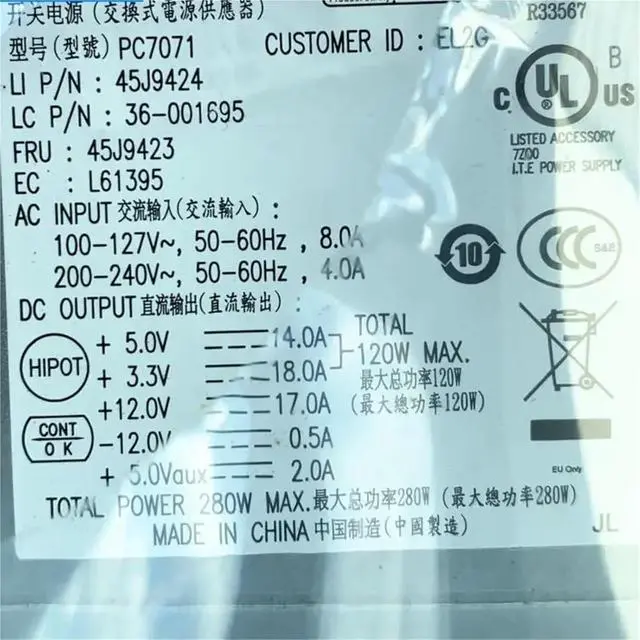 开关电源 (交換式電源供應器)
R33567
型号(型號) PC7071 CUSTOMER ID : EL2G
LI P/N : 45J9424
LC P/N : 36-001695
FRU : 45J9423
EC : L61395
C UL ® US
B
LISTED ACCESSORY
7Z00
I.T.E POWER SUPPLY
AC INPUT 交流输入(交流輸入) :
100-127V~, 50-60Hz , 8.0A
200-240V~, 50-60Hz , 4.0A
10
CCC S&E
DC OUTPUT 直流输出(直流輸出) :
HIPOT
+ 5.0V 14.0A
+ 3.3V 18.0A
TOTAL
120W MAX.
最大总功率120W
(最大總功率120W)
+12.0V 17.0A
CONT
OK
-12.0V 0.5A
+ 5.0Vaux 2.0A
EU Only
TOTAL POWER 280W MAX.最大总功率280W (最大總功率280W)
MADE IN CHINA 中国制造 (中國製造)
JL